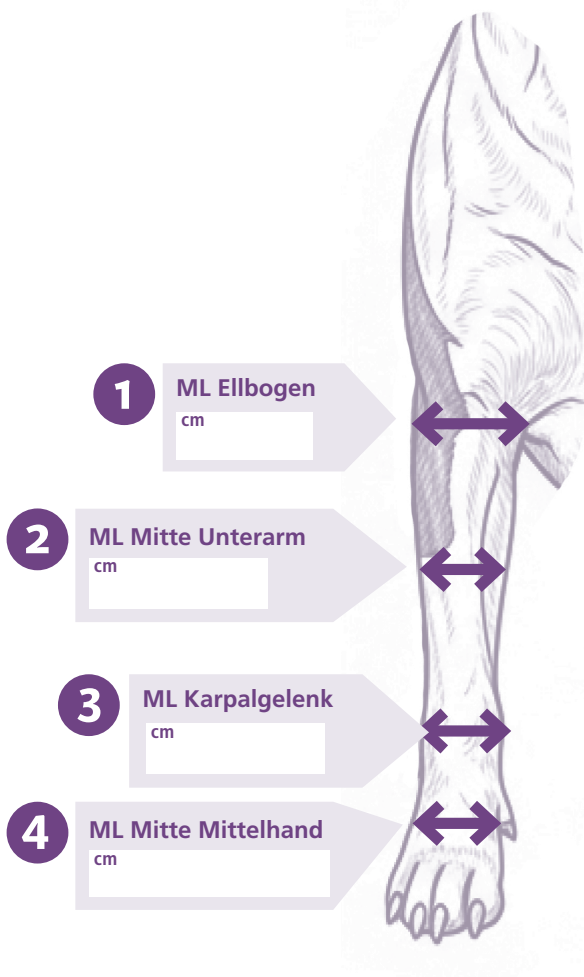 1
ML Ellbogen
cm
2
ML Mitte Unterarm
cm
3
ML Karpalgelenk
cm
4
ML Mitte Mittelhand
cm